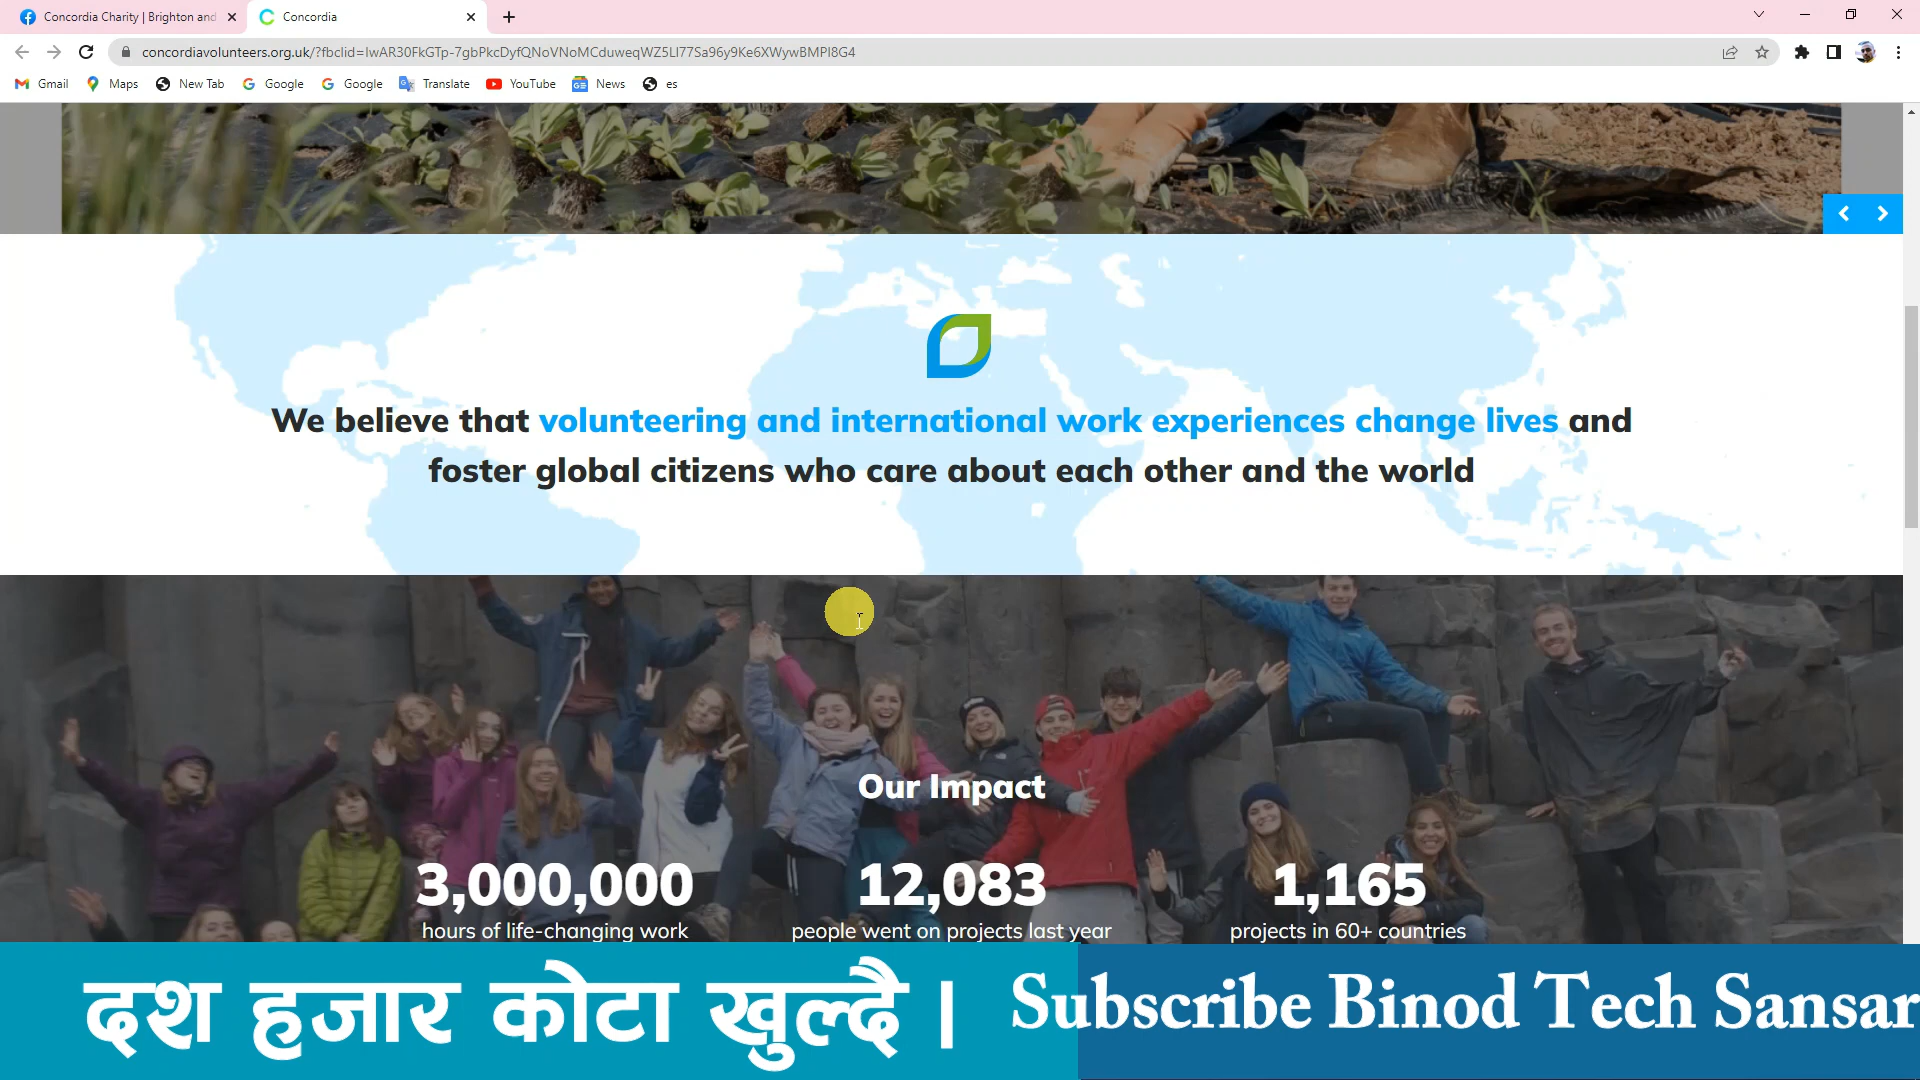 Concordia Charity | Brighton and
Concordia
concordiavolunteers.org.uk/?fbclid=IwAR30FkGTp-7gbPkcDyfQNoVNoMCduweqWZ5LI77Sa96y9Ke6XWywBMPI8G4
Gmail Maps New Tab Google Google Translate YouTube News es
We believe that volunteering and international work experiences change lives and
foster global citizens who care about each other and the world
Our Impact
3,000,000 12,083 1,165
hours of life-changing work people went on projects last year projects in 60+ countries
दश हजार कोटा खुल्दै । Subscribe Binod Tech Sansar